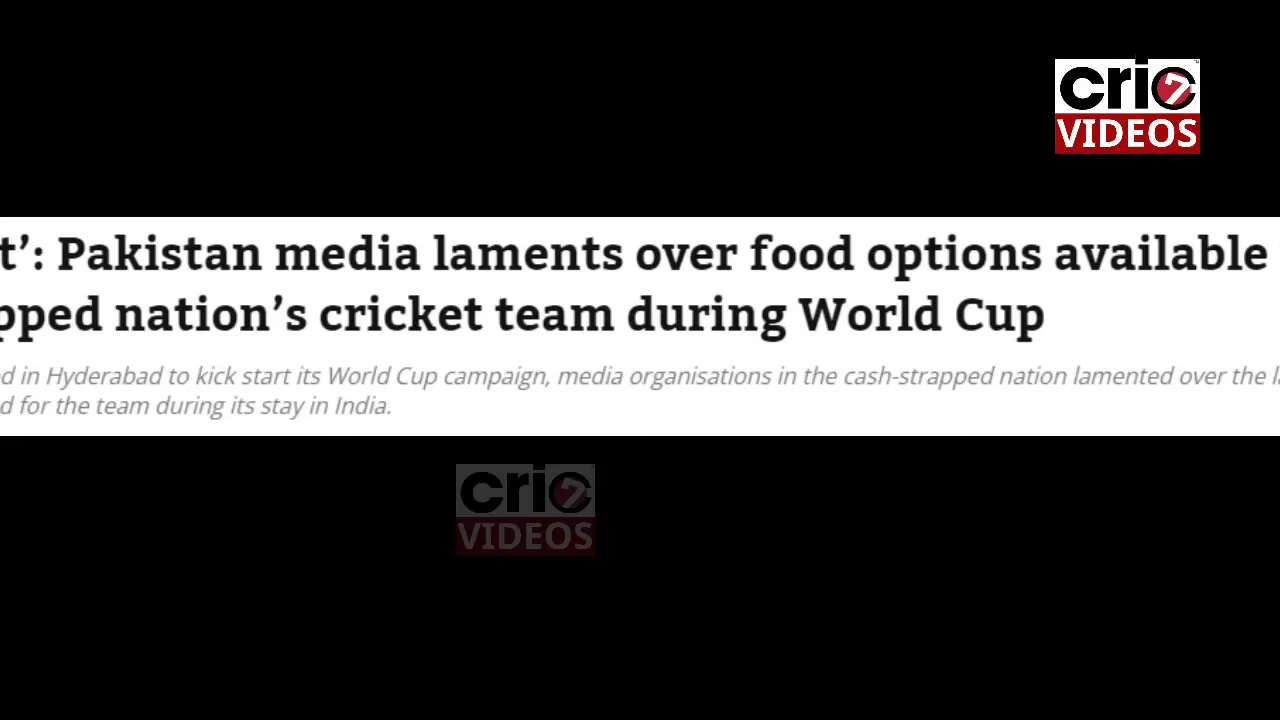 cric7
VIDEOS
t’: Pakistan media laments over food options available
pped nation’s cricket team during World Cup
d in Hyderabad to kick start its World Cup campaign, media organisations in the cash-strapped nation lamented over the
d for the team during its stay in India.
cric7
VIDEOS